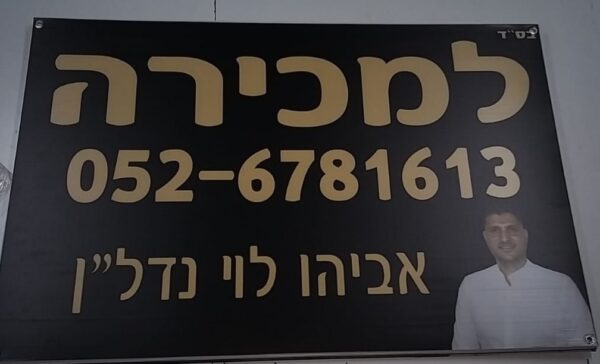 בס"ד
למכירה
052-6781613
אביהו לוי נדל"ן